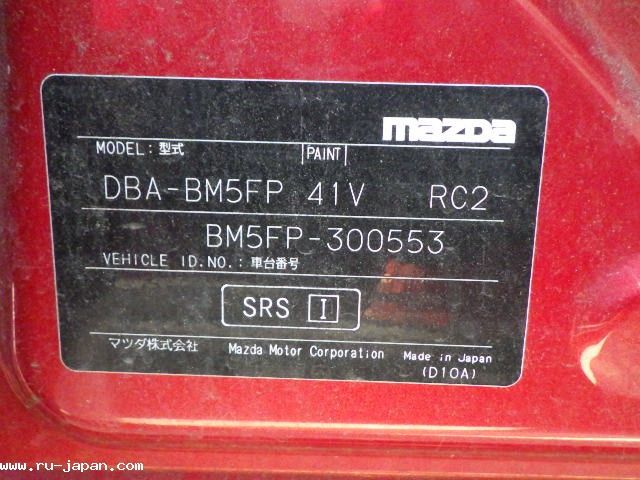 mazda
MODEL: 型式 PAINT
DBA-BM5FP 41V RC2
BM5FP-300553
VEHICLE ID.NO.: 車台番号
SRS I
マツダ株式会社 Mazda Motor Corporation Made in Japan
(D10A)
www.ru-japan.com